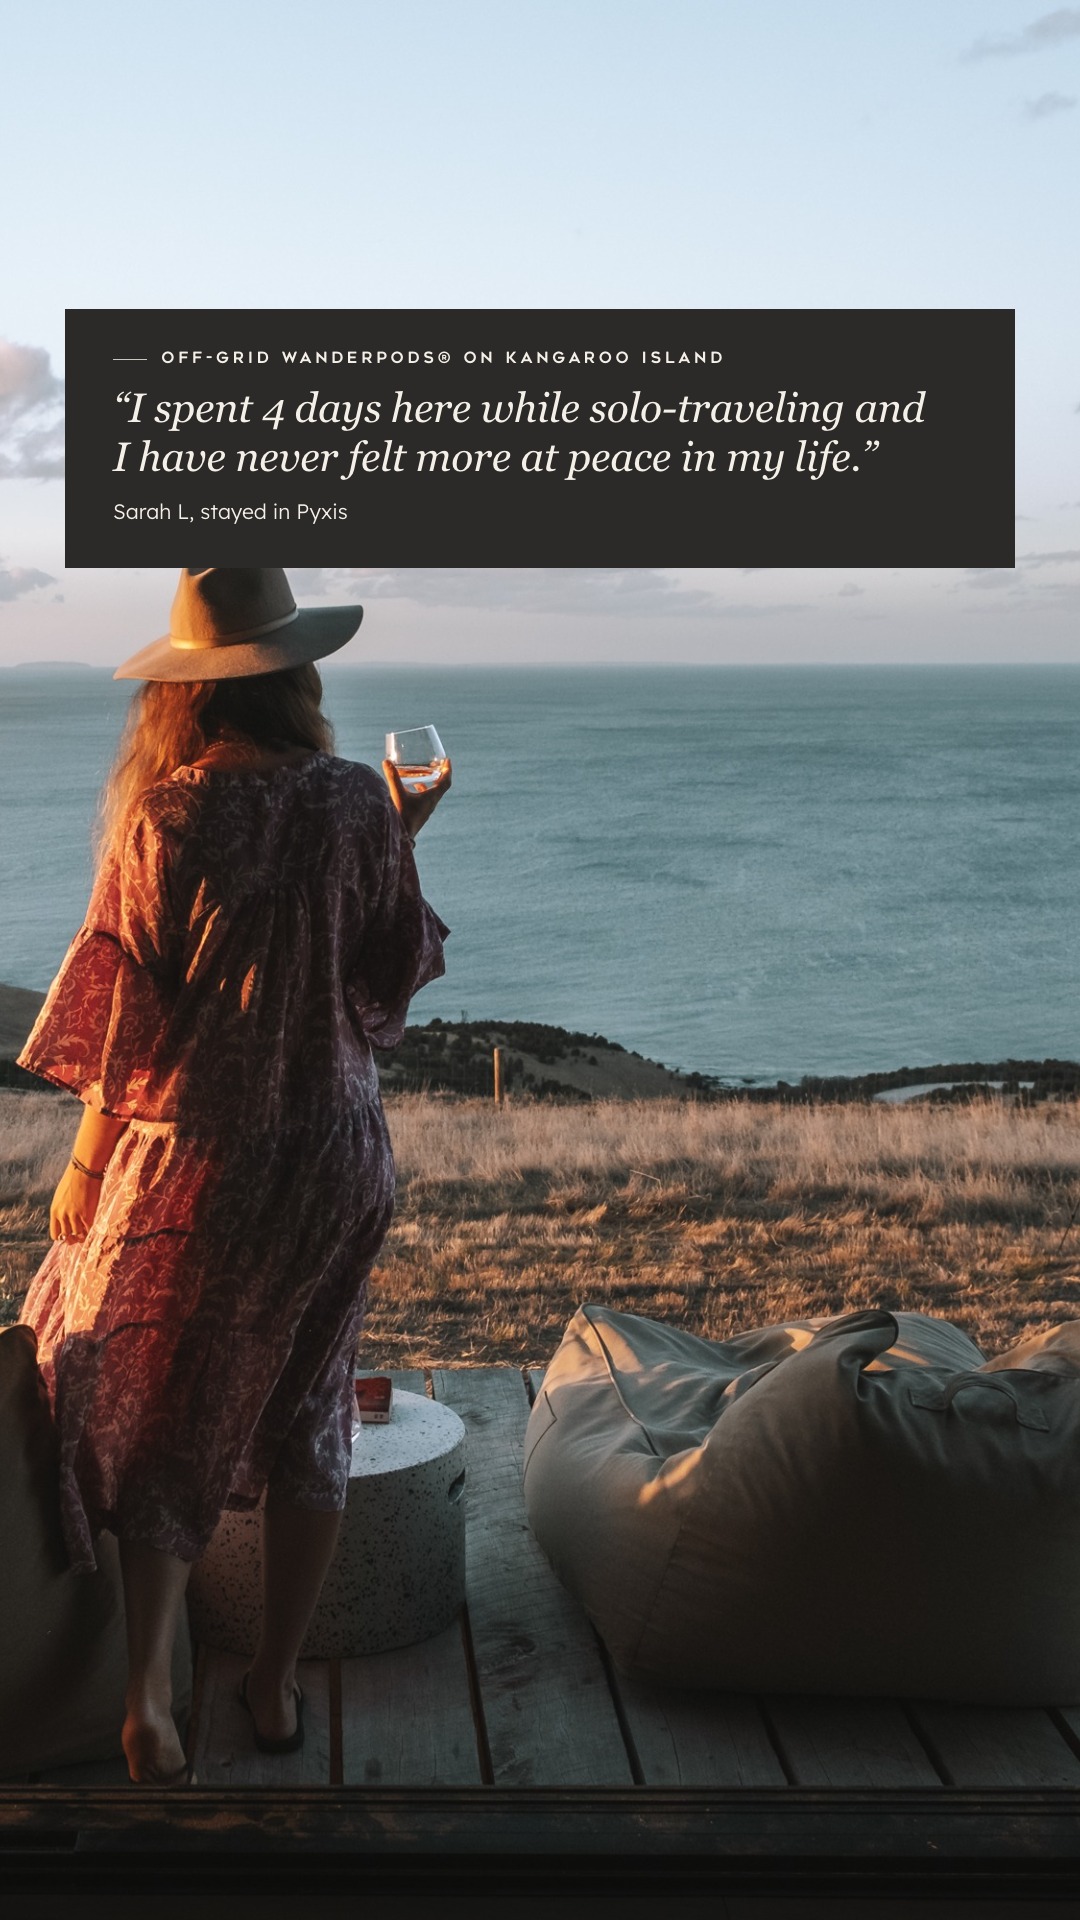 OFF-GRID WANDERPODS® ON KANGAROO ISLAND
“I spent 4 days here while solo-traveling and
I have never felt more at peace in my life.”
Sarah L, stayed in Pyxis